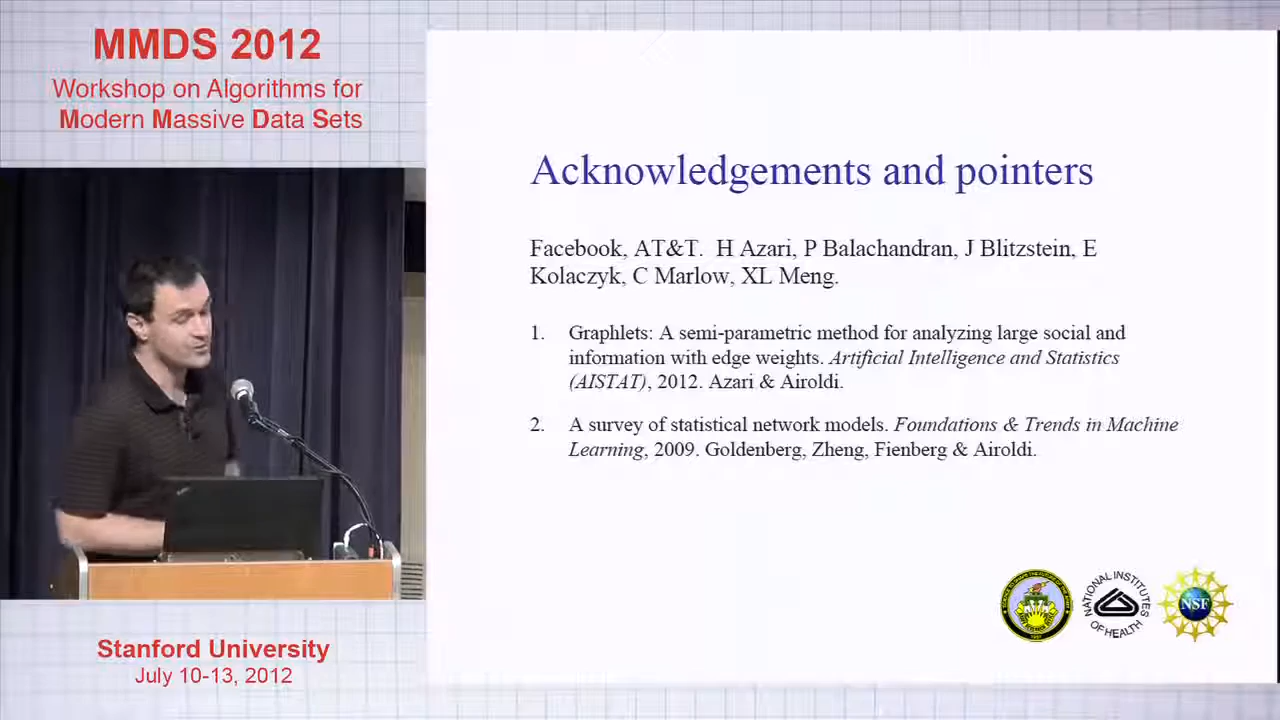 MMDS 2012
Workshop on Algorithms for
Modern Massive Data Sets
Acknowledgements and pointers
Facebook, AT&T. H Azari, P Balachandran, J Blitzstein, E
Kolaczyk, C Marlow, XL Meng.
1. Graphlets: A semi-parametric method for analyzing large social and
information with edge weights. Artificial Intelligence and Statistics
(AISTAT), 2012. Azari & Airoldi.
2. A survey of statistical network models. Foundations & Trends in Machine
Learning, 2009. Goldenberg, Zheng, Fienberg & Airoldi.
NATIONAL INSTITUTES
OF HEALTH
NSF
Stanford University
July 10-13, 2012